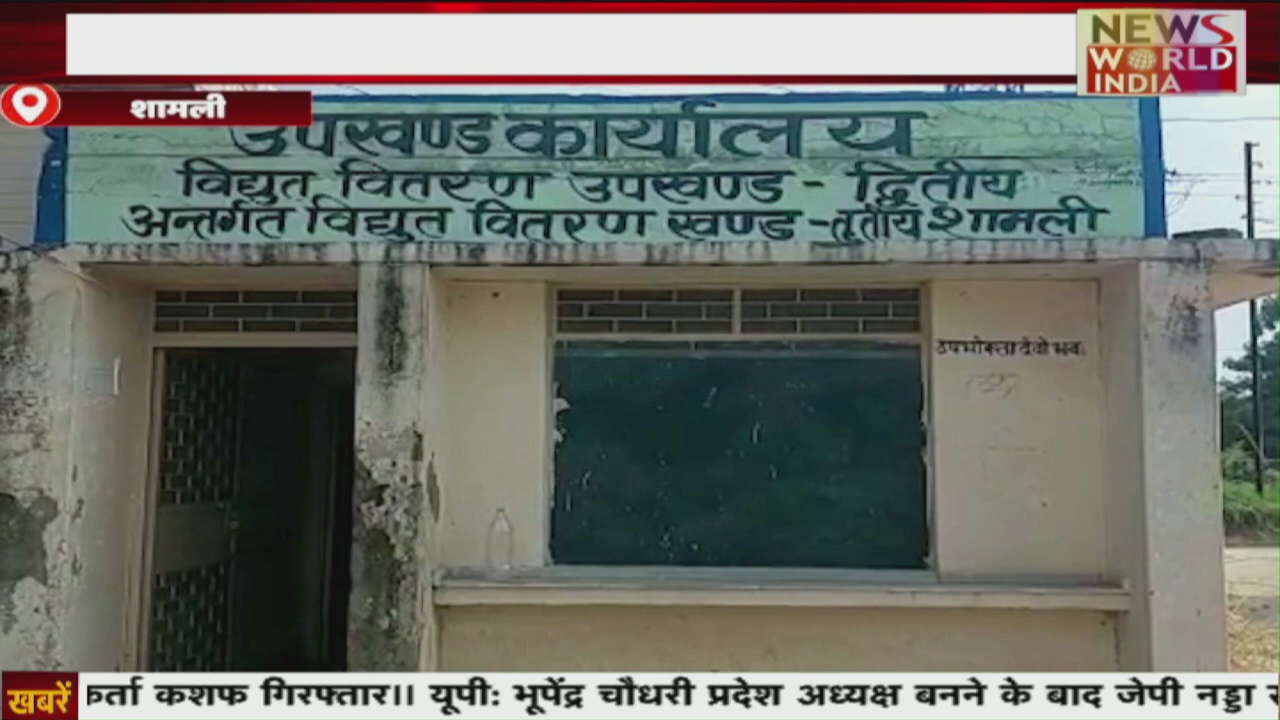 NEWS
WORLD
INDIA
शामली
उपखण्ड कार्यालय
विद्युत वितरण उपखण्ड - द्वितीय
अन्तर्गत विद्युत वितरण खण्ड - तृतीय शामली
उपभोक्ता देवो भवः
खबरें
कर्ता कशफ गिरफ्तार।। यूपी: भूपेंद्र चौधरी प्रदेश अध्यक्ष बनने के बाद जेपी नड्डा